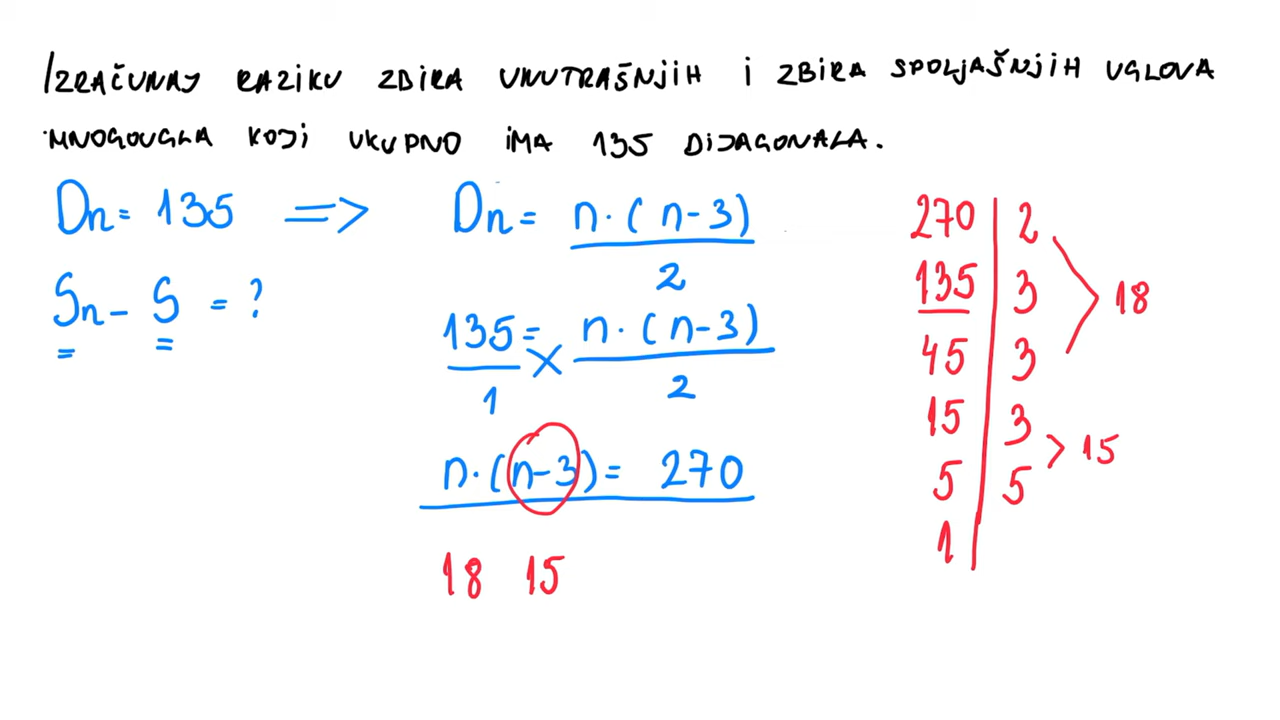 IZRAČUNAJ RAZIKU ZBIRA UNUTRAŠNJIH I ZBIRA SPOLJAŠNJIH UGLOVA
MNOGOUGLA KOJI UKUPNO IMA 135 DIJAGONALA.
Dn = 135 => Dn = n·(n-3)
2
Sn - S = ?
135 = n·(n-3)
1 × 2
n·(n-3) = 270
18 15
270 | 2
135 | 3 > 18
45 | 3
15 | 3
5 | 5 > 15
1 |